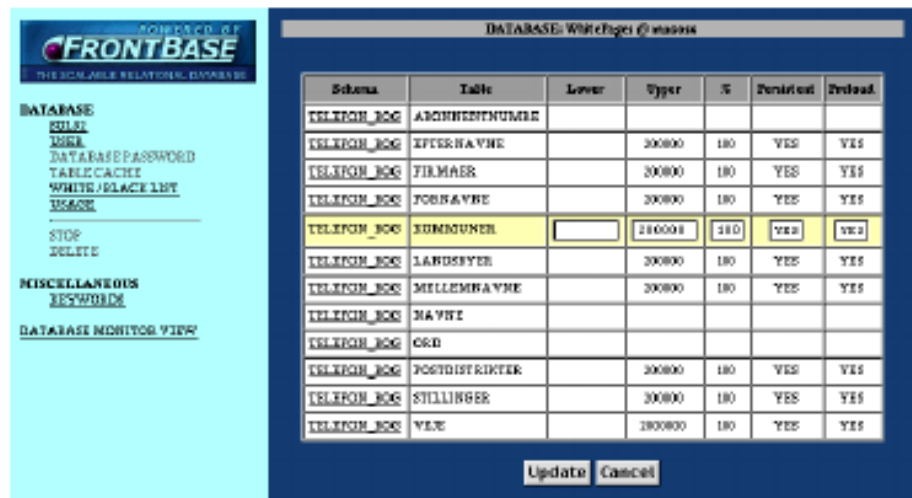 POWERED BY
FRONTBASE
THE SCALABLE RELATIONAL DATABASE
DATABASE
SQL92
USER
DATABASE PASSWORD
TABLE CACHE
WHITE / BLACK LIST
USAGE
STOP
DELETE
MISCELLANEOUS
KEYWORDS
DATABASE MONITOR VIEW
DATABASE: WhitePages @
Schema Table Lower Upper % Persistent Preload
TELEFON_BOG ABONNENTNUMRE
TELEFON_BOG EFTERNAVNE 200000 100 YES YES
TELEFON_BOG FIRMAER 200000 100 YES YES
TELEFON_BOG FORNAVNE 200000 100 YES YES
TELEFON_BOG KOMMUNER 200000 100 YES YES
TELEFON_BOG LANDSBYER 200000 100 YES YES
TELEFON_BOG MELLEMNAVNE 200000 100 YES YES
TELEFON_BOG NAVNE
TELEFON_BOG ORD
TELEFON_BOG POSTDISTRIKTER 200000 100 YES YES
TELEFON_BOG STILLINGER 200000 100 YES YES
TELEFON_BOG VEJE 2000000 100 YES YES
Update Cancel